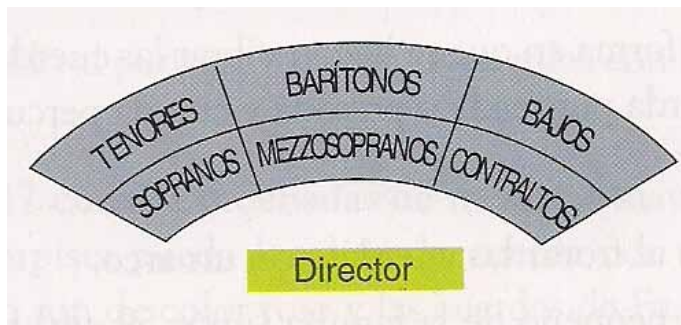 TENORES BARÍTONOS BAJOS
SOPRANOS MEZZOSOPRANOS CONTRALTOS
Director